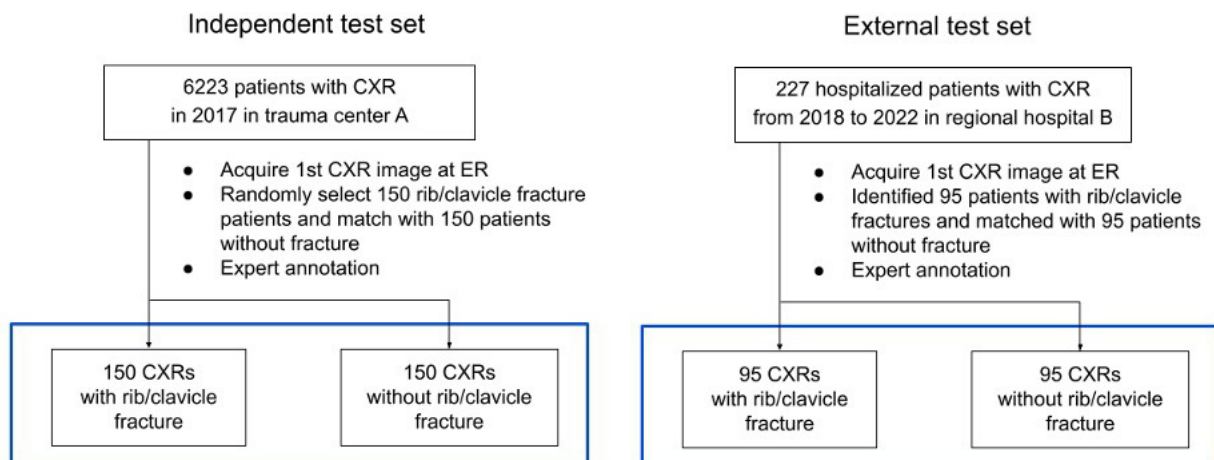 Independent test set
6223 patients with CXR
in 2017 in trauma center A
● Acquire 1st CXR image at ER
● Randomly select 150 rib/clavicle fracture
patients and match with 150 patients
without fracture
● Expert annotation
150 CXRs
with rib/clavicle
fracture
150 CXRs
without rib/clavicle
fracture
External test set
227 hospitalized patients with CXR
from 2018 to 2022 in regional hospital B
● Acquire 1st CXR image at ER
● Identified 95 patients with rib/clavicle
fractures and matched with 95 patients
without fracture
● Expert annotation
95 CXRs
with rib/clavicle
fracture
95 CXRs
without rib/clavicle
fracture